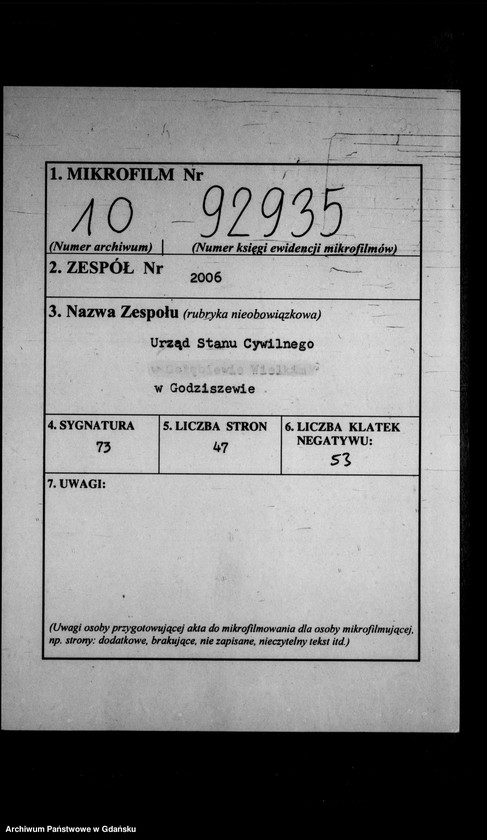 1. MIKROFILM Nr
10 - 92935
(Numer archiwum) | (Numer księgi ewidencji mikrofilmów)
2. ZESPÓŁ Nr
2006
3. Nazwa Zespołu (rubryka nieobowiązkowa)
Urząd Stanu Cywilnego
w Godziszewie
4. SYGNATURA
73
5. LICZBA STRON
47
6. LICZBA KLATEK
NEGATYWU:
53
7. UWAGI:
(Uwagi osoby przygotowującej akta do mikrofilmowania dla osoby mikrofilmującej,
np. strony: dodatkowe, brakujące, nie zapisane, nieczytelny tekst itd.)
Archiwum Państwowe w Gdańsku